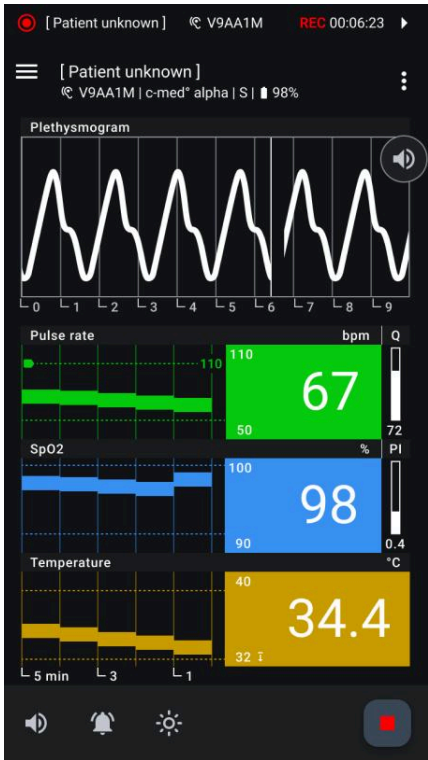 [ Patient unknown ] V9AA1M REC 00:06:23
[ Patient unknown ]
V9AA1M | c-med° alpha | S | 98%
Plethysmogram
0 1 2 3 4 5 6 7 8 9
Pulse rate bpm Q
110 110
67
50 72
SpO2 % PI
100
98
90 0.4
Temperature °C
40
34.4
32
5 min 3 1